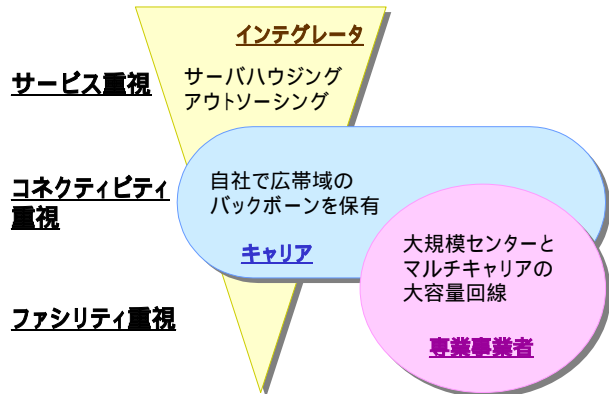 インテグレータ
サービス重視
サーバハウジング
アウトソーシング
コネクティビティ
重視
自社で広帯域の
バックボーンを保有
キャリア
大規模センターと
マルチキャリアの
大容量回線
ファシリティ重視
専業事業者